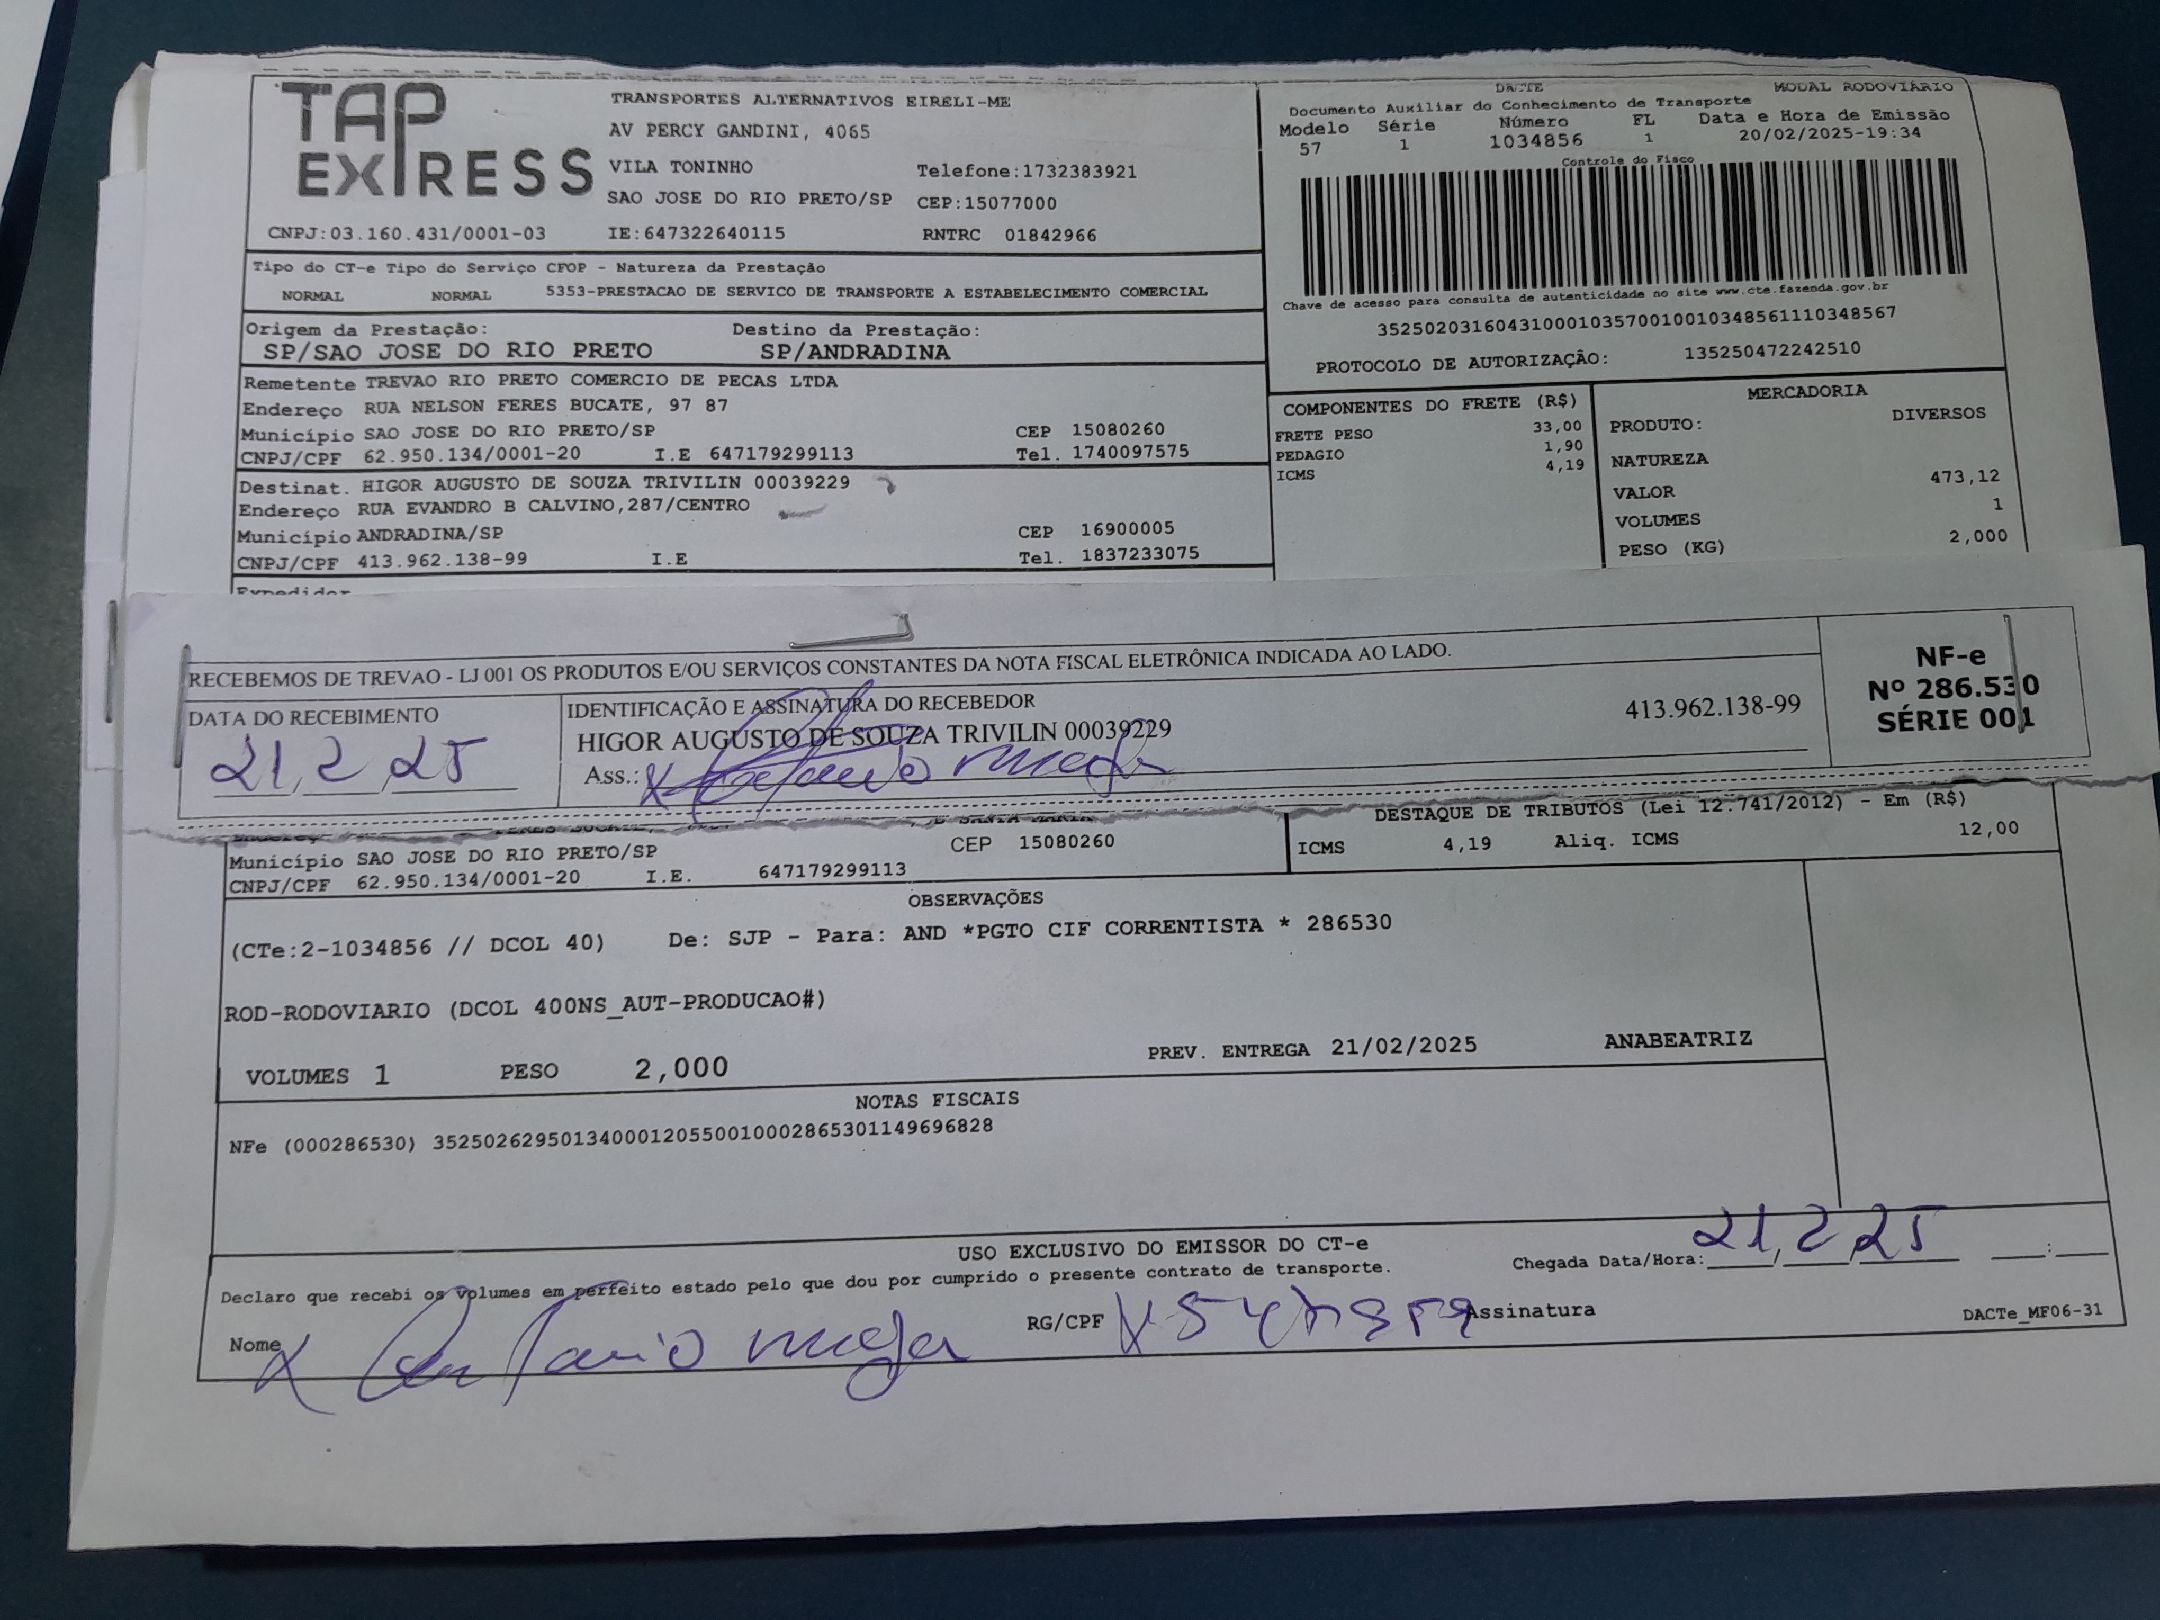 TAP EXPRESS
TRANSPORTES ALTERNATIVOS EIRELI-ME
AV PERCY GANDINI, 4065
VILA TONINHO Telefone:1732383921
SAO JOSE DO RIO PRETO/SP CEP:15077000
CNPJ:03.160.431/0001-03 IE:647322640115 RNTRC 01842966
DACTE MODAL RODOVIÁRIO
Documento Auxiliar do Conhecimento de Transporte
Modelo Série Número FL Data e Hora de Emissão
57 1 1034856 1 20/02/2025-19:34
Controle do Fisco
Chave de acesso para consulta de autenticidade no site www.cte.fazenda.gov.br
35250203160431000103570010010348561110348567
PROTOCOLO DE AUTORIZAÇÃO: 135250472242510
Tipo do CT-e Tipo do Serviço CFOP - Natureza da Prestação
NORMAL NORMAL 5353-PRESTACAO DE SERVICO DE TRANSPORTE A ESTABELECIMENTO COMERCIAL
Origem da Prestação: Destino da Prestação:
SP/SAO JOSE DO RIO PRETO SP/ANDRADINA
Remetente TREVAO RIO PRETO COMERCIO DE PECAS LTDA
Endereço RUA NELSON FERES BUCATE, 97 87
Município SAO JOSE DO RIO PRETO/SP CEP 15080260
CNPJ/CPF 62.950.134/0001-20 I.E 647179299113 Tel. 1740097575
Destinat. HIGOR AUGUSTO DE SOUZA TRIVILIN 00039229
Endereço RUA EVANDRO B CALVINO,287/CENTRO
Município ANDRADINA/SP CEP 16900005
CNPJ/CPF 413.962.138-99 I.E Tel. 1837233075
Expedidor
COMPONENTES DO FRETE (R$)
FRETE PESO 33,00
PEDAGIO 1,90
ICMS 4,19
MERCADORIA
PRODUTO: DIVERSOS
NATUREZA
VALOR 473,12
VOLUMES 1
PESO (KG) 2,000
RECEBEMOS DE TREVAO - LJ 001 OS PRODUTOS E/OU SERVIÇOS CONSTANTES DA NOTA FISCAL ELETRÔNICA INDICADA AO LADO.
DATA DO RECEBIMENTO
21 2 25
IDENTIFICAÇÃO E ASSINATURA DO RECEBEDOR
HIGOR AUGUSTO DE SOUZA TRIVILIN 00039229 413.962.138-99
Ass.: x
NF-e
Nº 286.530
SÉRIE 001
Município SAO JOSE DO RIO PRETO/SP CEP 15080260
CNPJ/CPF 62.950.134/0001-20 I.E. 647179299113
DESTAQUE DE TRIBUTOS (Lei 12.741/2012) - Em (R$)
ICMS 4,19 Aliq. ICMS 12,00
OBSERVAÇÕES
(CTe:2-1034856 // DCOL 40) De: SJP - Para: AND *PGTO CIF CORRENTISTA * 286530
ROD-RODOVIARIO (DCOL 400NS_AUT-PRODUCAO#)
VOLUMES 1 PESO 2,000 PREV. ENTREGA 21/02/2025 ANABEATRIZ
NOTAS FISCAIS
NFe (000286530) 35250262950134000120550010002865301149696828
USO EXCLUSIVO DO EMISSOR DO CT-e
Declaro que recebi os volumes em perfeito estado pelo que dou por cumprido o presente contrato de transporte.
Chegada Data/Hora: 21/2/25 :
Nome x RG/CPF x Assinatura
DACTe_MF06-31